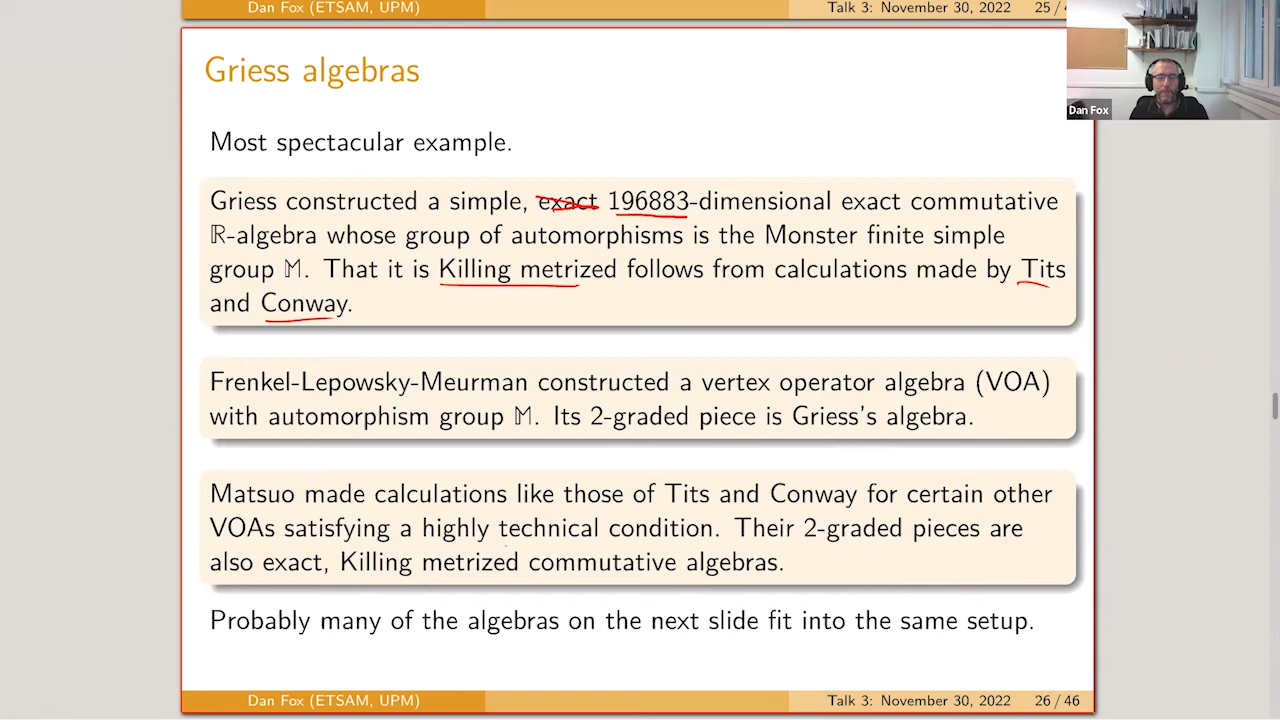 Dan Fox (ETSAM, UPM) Talk 3: November 30, 2022 25 /
Griess algebras
Dan Fox
Most spectacular example.
Griess constructed a simple, exact 196883-dimensional exact commutative
ℝ-algebra whose group of automorphisms is the Monster finite simple
group 𝕄. That it is Killing metrized follows from calculations made by Tits
and Conway.
Frenkel-Lepowsky-Meurman constructed a vertex operator algebra (VOA)
with automorphism group 𝕄. Its 2-graded piece is Griess's algebra.
Matsuo made calculations like those of Tits and Conway for certain other
VOAs satisfying a highly technical condition. Their 2-graded pieces are
also exact, Killing metrized commutative algebras.
Probably many of the algebras on the next slide fit into the same setup.
Dan Fox (ETSAM, UPM) Talk 3: November 30, 2022 26 / 46